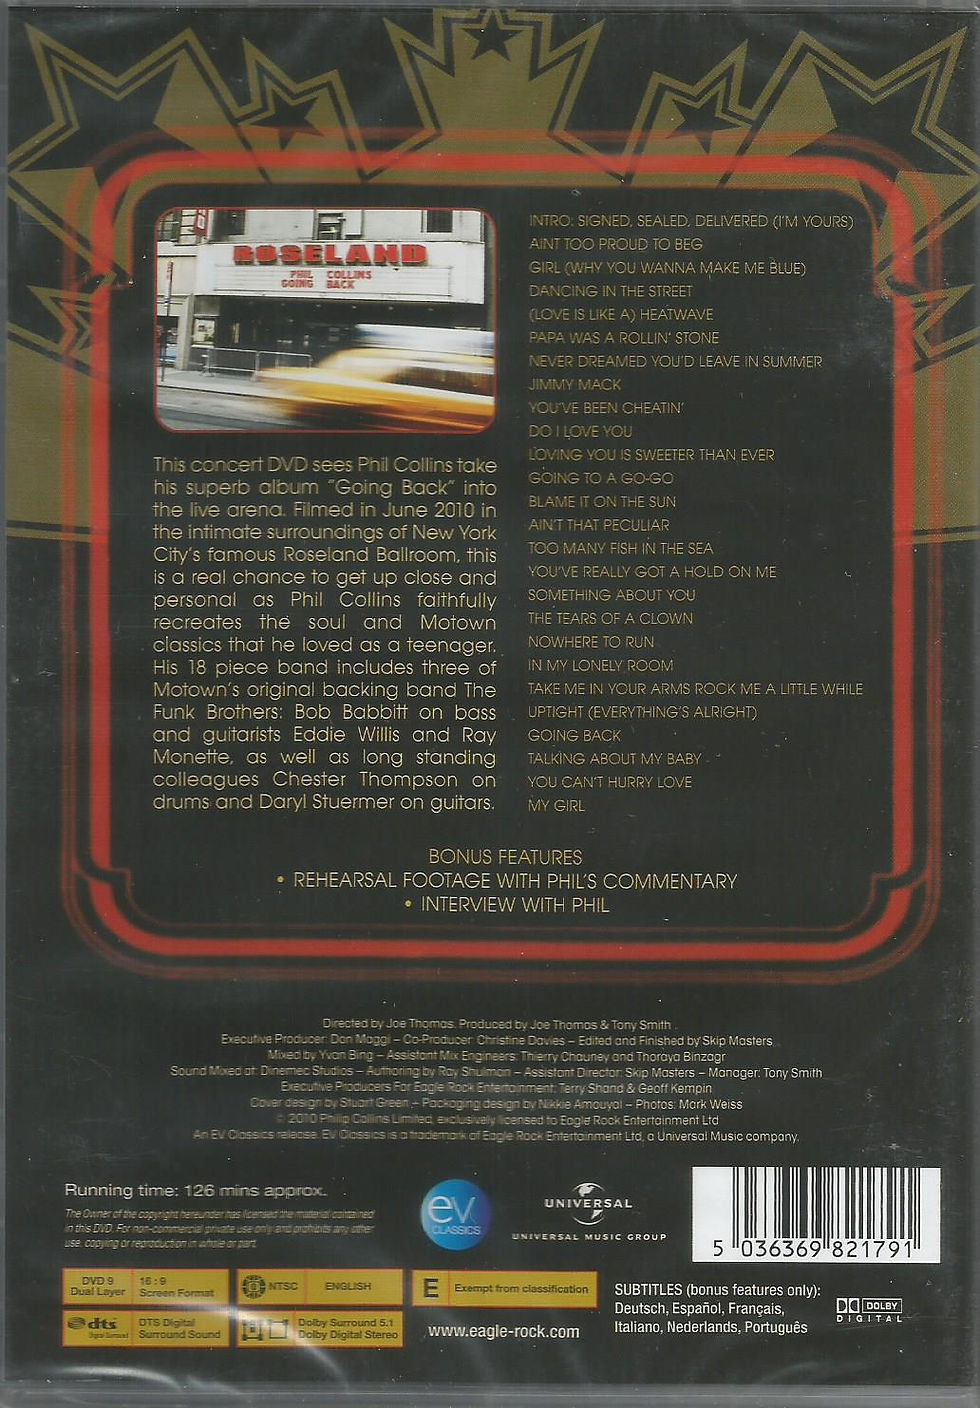 ROSELAND
PHIL COLLINS
GOING BACK
This concert DVD sees Phil Collins take
his superb album “Going Back” into
the live arena. Filmed in June 2010 in
the intimate surroundings of New York
City's famous Roseland Ballroom, this
is a real chance to get up close and
personal as Phil Collins faithfully
recreates the soul and Motown
classics that he loved as a teenager.
His 18 piece band includes three of
Motown's original backing band The
Funk Brothers: Bob Babbitt on bass
and guitarists Eddie Willis and Ray
Monette, as well as long standing
colleagues Chester Thompson on
drums and Daryl Stuermer on guitars.
INTRO: SIGNED, SEALED, DELIVERED (I'M YOURS)
AINT TOO PROUD TO BEG
GIRL (WHY YOU WANNA MAKE ME BLUE)
DANCING IN THE STREET
(LOVE IS LIKE A) HEATWAVE
PAPA WAS A ROLLIN' STONE
NEVER DREAMED YOU'D LEAVE IN SUMMER
JIMMY MACK
YOU'VE BEEN CHEATIN'
DO I LOVE YOU
LOVING YOU IS SWEETER THAN EVER
GOING TO A GO-GO
BLAME IT ON THE SUN
AIN'T THAT PECULIAR
TOO MANY FISH IN THE SEA
YOU'VE REALLY GOT A HOLD ON ME
SOMETHING ABOUT YOU
THE TEARS OF A CLOWN
NOWHERE TO RUN
IN MY LONELY ROOM
TAKE ME IN YOUR ARMS ROCK ME A LITTLE WHILE
UPTIGHT (EVERYTHING'S ALRIGHT)
GOING BACK
TALKING ABOUT MY BABY
YOU CAN'T HURRY LOVE
MY GIRL
BONUS FEATURES
• REHEARSAL FOOTAGE WITH PHIL'S COMMENTARY
• INTERVIEW WITH PHIL
Directed by Joe Thomas. Produced by Joe Thomas & Tony Smith
Executive Producer: Dan Maggi – Co-Producer: Christine Davies – Edited and Finished by Skip Masters
Mixed by Yvan Bing – Assistant Mix Engineers: Thierry Chauney and Thoraya Binzagr
Sound Mixed at: Dinemec Studios – Authoring by Ray Shulman – Assistant Director: Skip Masters – Manager: Tony Smith
Executive Producers For Eagle Rock Entertainment: Terry Shand & Geoff Kempin
Cover design by Stuart Green – Packaging design by Nikkie Amouyal – Photos: Mark Weiss
© 2010 Philip Collins Limited, exclusively licensed to Eagle Rock Entertainment Ltd
An EV Classics release. EV Classics is a trademark of Eagle Rock Entertainment Ltd, a Universal Music company.
Running time: 126 mins approx.
The Owner of the copyright hereunder has licensed the material contained
in this DVD. For non-commercial private use only and prohibits any other
use, copying or reproduction in whole or part.
ev
CLASSICS
UNIVERSAL
UNIVERSAL MUSIC GROUP
5 036369 821791
DVD 9
Dual Layer
16:9
Screen Format
NTSC
ENGLISH
E
Exempt from classification
dts
Digital Surround
DTS Digital
Surround Sound
Dolby Surround 5.1
Dolby Digital Stereo
www.eagle-rock.com
SUBTITLES (bonus features only):
Deutsch, Español, Français,
Italiano, Nederlands, Português
DOLBY
DIGITAL